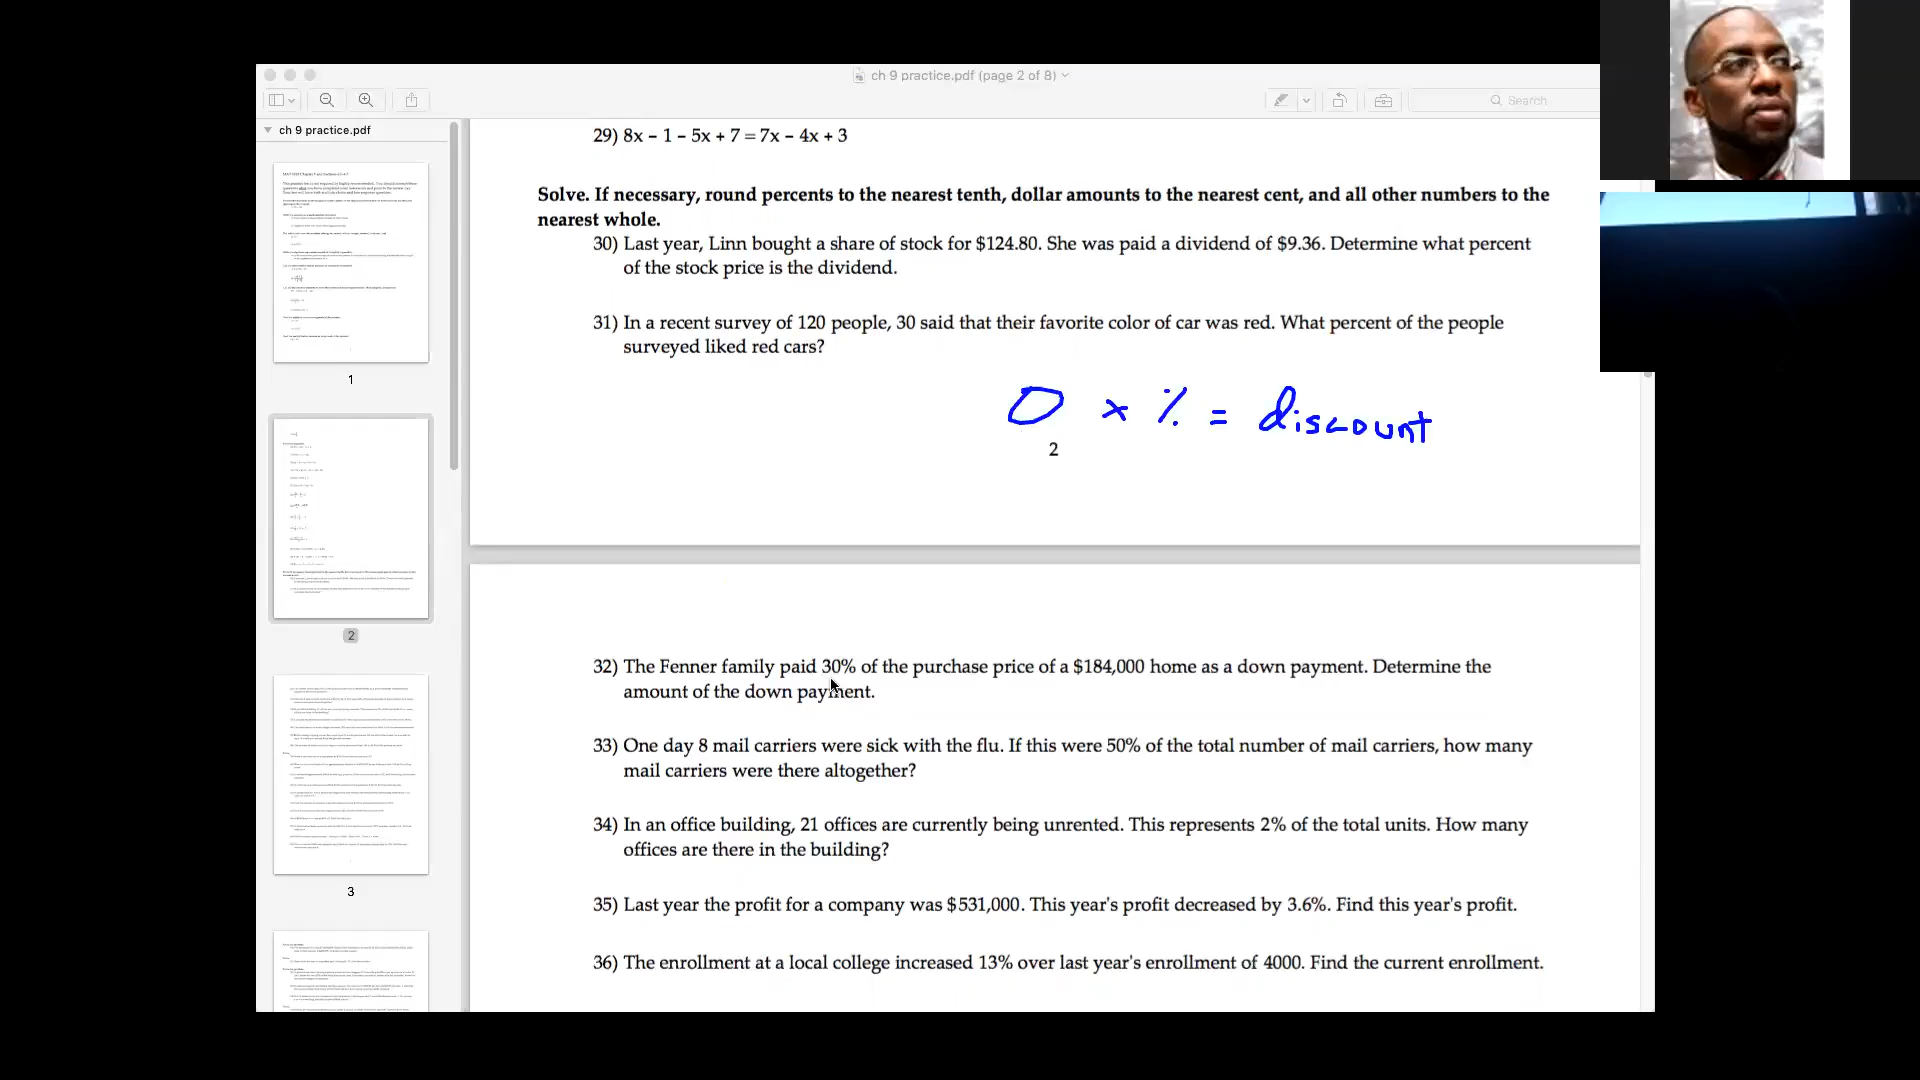 ch 9 practice.pdf (page 2 of 8)
Search
ch 9 practice.pdf
1
2
3
29) 8x – 1 – 5x + 7 = 7x – 4x + 3
Solve. If necessary, round percents to the nearest tenth, dollar amounts to the nearest cent, and all other numbers to the
nearest whole.
30) Last year, Linn bought a share of stock for $124.80. She was paid a dividend of $9.36. Determine what percent
of the stock price is the dividend.
31) In a recent survey of 120 people, 30 said that their favorite color of car was red. What percent of the people
surveyed liked red cars?
O × % = discount
2
32) The Fenner family paid 30% of the purchase price of a $184,000 home as a down payment. Determine the
amount of the down payment.
33) One day 8 mail carriers were sick with the flu. If this were 50% of the total number of mail carriers, how many
mail carriers were there altogether?
34) In an office building, 21 offices are currently being unrented. This represents 2% of the total units. How many
offices are there in the building?
35) Last year the profit for a company was $531,000. This year's profit decreased by 3.6%. Find this year's profit.
36) The enrollment at a local college increased 13% over last year's enrollment of 4000. Find the current enrollment.